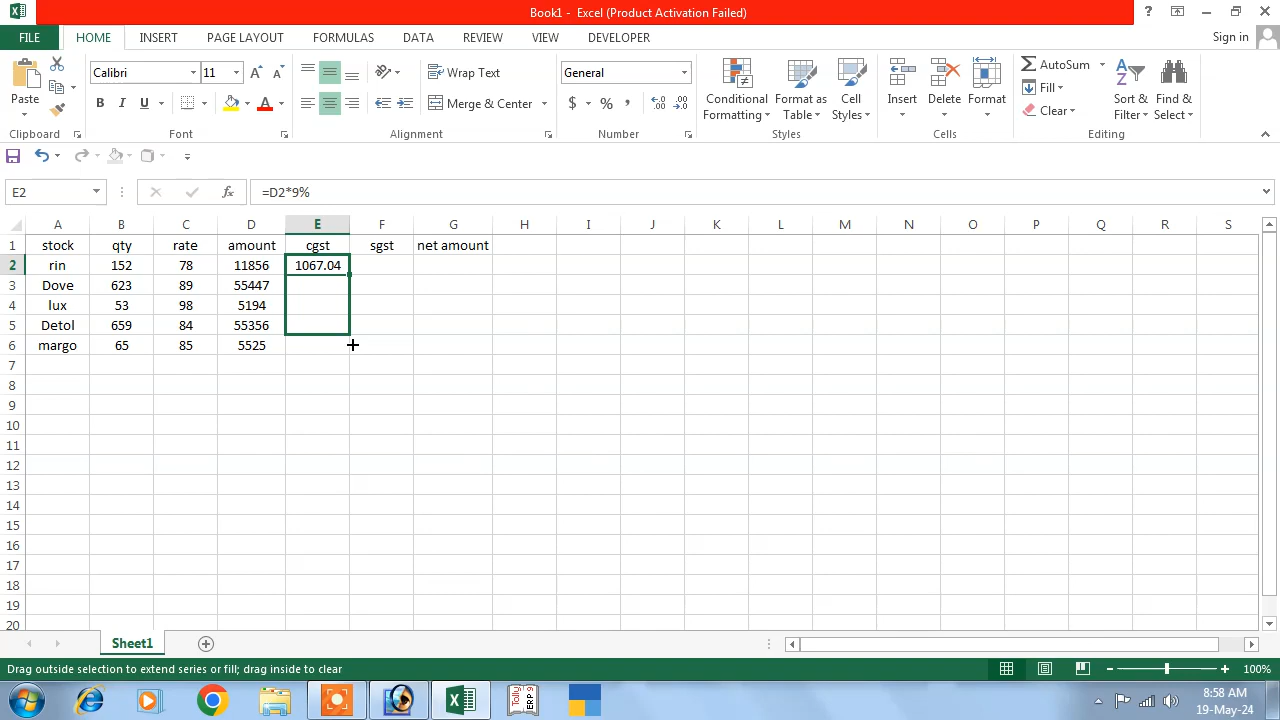 Book1 - Excel (Product Activation Failed)
FILE HOME INSERT PAGE LAYOUT FORMULAS DATA REVIEW VIEW DEVELOPER Sign in
Paste Calibri 11 Wrap Text General Conditional Formatting Format as Table Cell Styles Insert Delete Format AutoSum Sort & Filter Find & Select
B I U Merge & Center $ % , Fill
Clear
Clipboard Font Alignment Number Styles Cells Editing
E2 fx =D2*9%
A B C D E F G H I J K L M N O P Q R S
1 stock qty rate amount cgst sgst net amount
2 rin 152 78 11856 1067.04
3 Dove 623 89 55447
4 lux 53 98 5194
5 Detol 659 84 55356
6 margo 65 85 5525
7
8
9
10
11
12
13
14
15
16
17
18
19
20
Sheet1
Drag outside selection to extend series or fill; drag inside to clear 100%
Tally ERP 9 8:58 AM
19-May-24